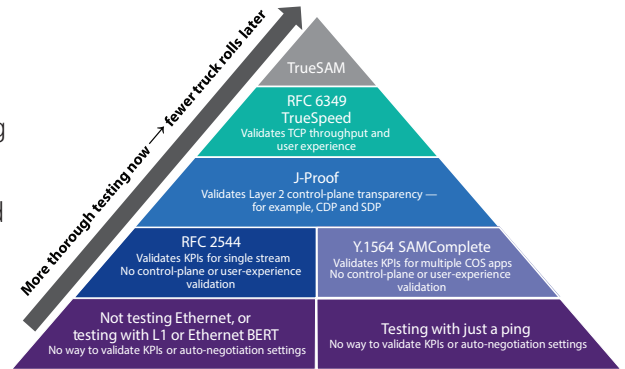 More thorough testing now → fewer truck rolls later
TrueSAM
RFC 6349
TrueSpeed
Validates TCP throughput and
user experience
J-Proof
Validates Layer 2 control-plane transparency —
for example, CDP and SDP
RFC 2544
Validates KPIs for single stream
No control-plane or user-experience
validation
Y.1564 SAMComplete
Validates KPIs for multiple COS apps
No control-plane or user-experience
validation
Not testing Ethernet, or
testing with L1 or Ethernet BERT
No way to validate KPIs or auto-negotiation settings
Testing with just a ping
No way to validate KPIs or auto-negotiation settings